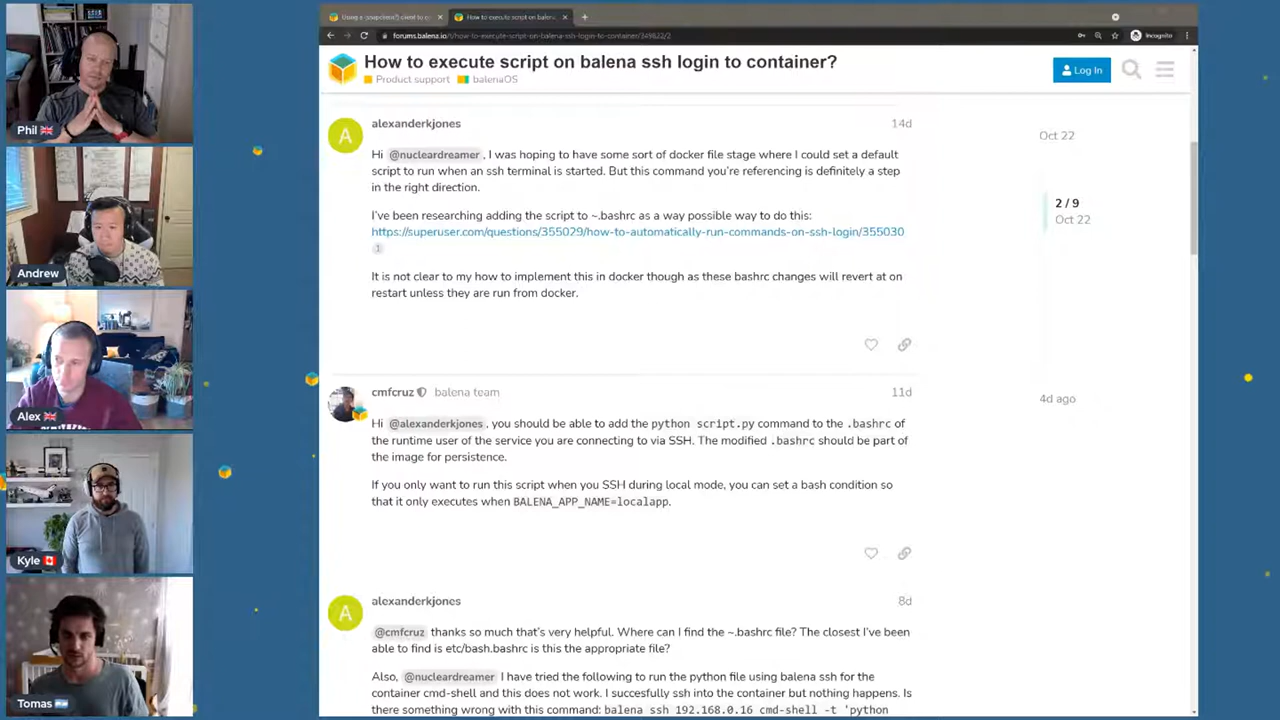 Using a (ssupclient?) client to c
How to execute script on balena
forums.balena.io/t/how-to-execute-script-on-balena-ssh-login-to-container/249822/2
Incognito
How to execute script on balena ssh login to container?
Product support
balenaOS
Log In
A
alexanderkjones
14d
Hi @nucleardreamer , I was hoping to have some sort of docker file stage where I could set a default
script to run when an ssh terminal is started. But this command you're referencing is definitely a step
in the right direction.
I've been researching adding the script to ~.bashrc as a way possible way to do this:
https://superuser.com/questions/355029/how-to-automatically-run-commands-on-ssh-login/355030
1
It is not clear to my how to implement this in docker though as these bashrc changes will revert at on
restart unless they are run from docker.
Oct 22
2 / 9
Oct 22
4d ago
cmfcruz
balena team
11d
Hi @alexanderkjones , you should be able to add the python script.py command to the .bashrc of
the runtime user of the service you are connecting to via SSH. The modified .bashrc should be part of
the image for persistence.
If you only want to run this script when you SSH during local mode, you can set a bash condition so
that it only executes when BALENA_APP_NAME=localapp.
A
alexanderkjones
8d
@cmfcruz thanks so much that's very helpful. Where can I find the ~.bashrc file? The closest I've been
able to find is etc/bash.bashrc is this the appropriate file?
Also, @nucleardreamer I have tried the following to run the python file using balena ssh for the
container cmd-shell and this does not work. I succesfully ssh into the container but nothing happens. Is
there something wrong with this command: balena ssh 192.168.0.16 cmd-shell -t 'python
Phil
Andrew
Alex
Kyle
Tomas